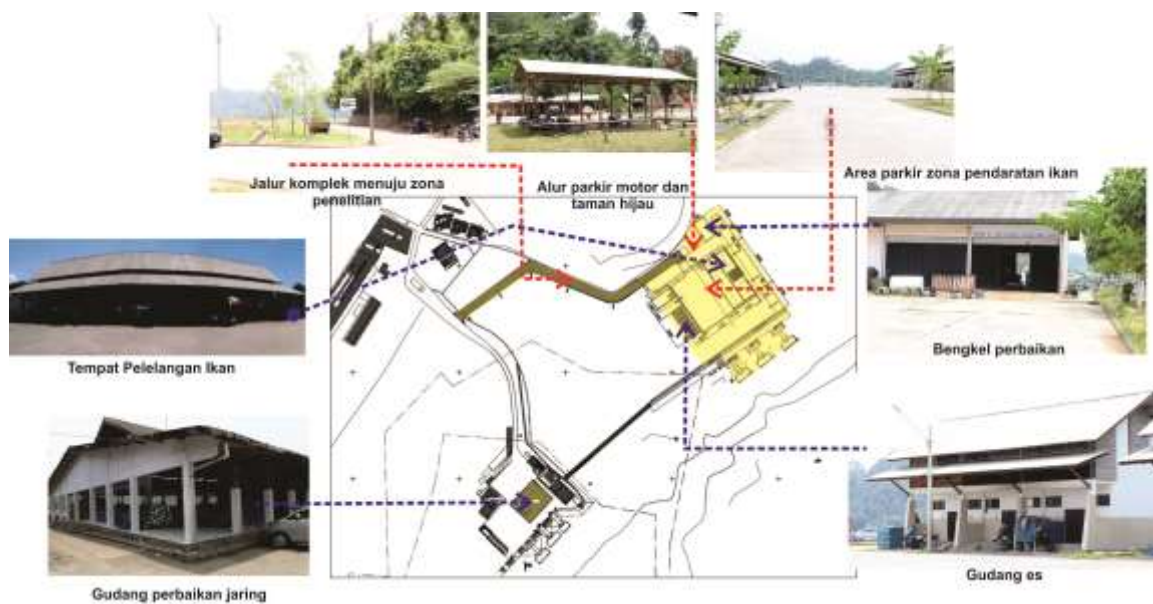 Jalur komplek menuju zona
penelitian
Alur parkir motor dan
taman hijau
Area parkir zona pendaratan ikan
Tempat Pelelangan Ikan
Bengkel perbaikan
Gudang perbaikan jaring
Gudang es